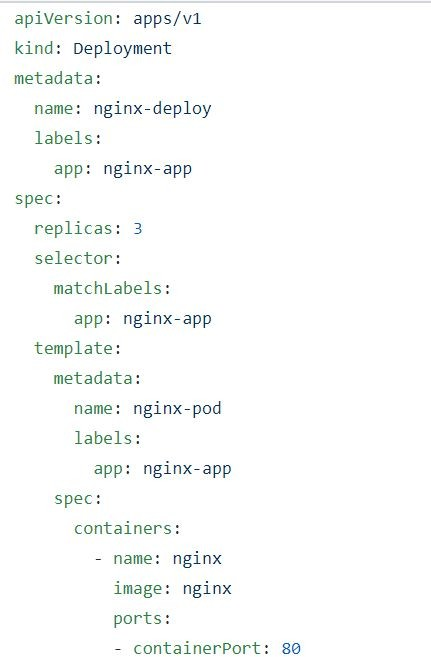 apiVersion: apps/v1
kind: Deployment
metadata:
  name: nginx-deploy
  labels:
    app: nginx-app
spec:
  replicas: 3
  selector:
    matchLabels:
      app: nginx-app
  template:
    metadata:
      name: nginx-pod
      labels:
        app: nginx-app
    spec:
      containers:
        - name: nginx
          image: nginx
          ports:
          - containerPort: 80